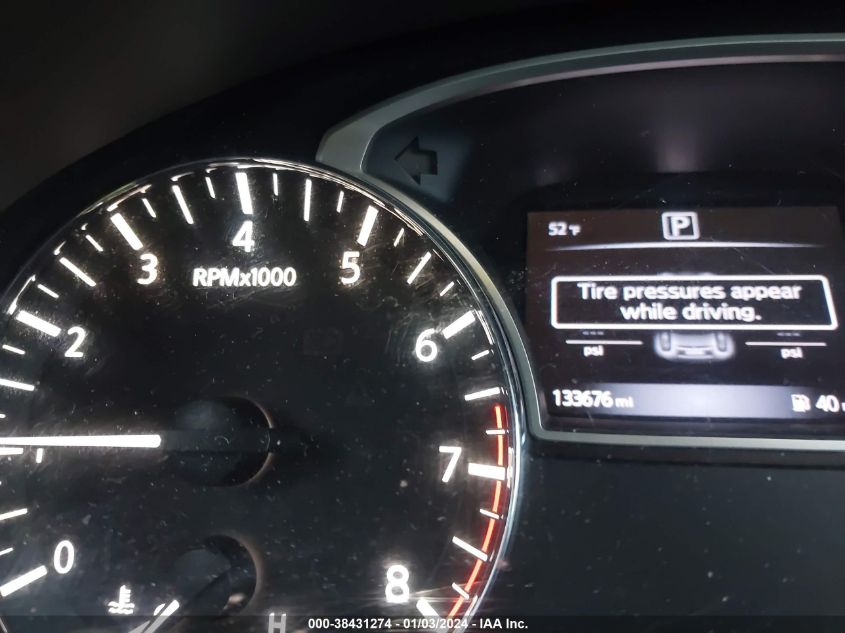 4
5
3
RPMx1000
2
6
7
0
8
H
52°F
P
Tire pressures appear
while driving.
--- ---
psi psi
133676 mi 40
000-38431274 - 01/03/2024 - IAA Inc.